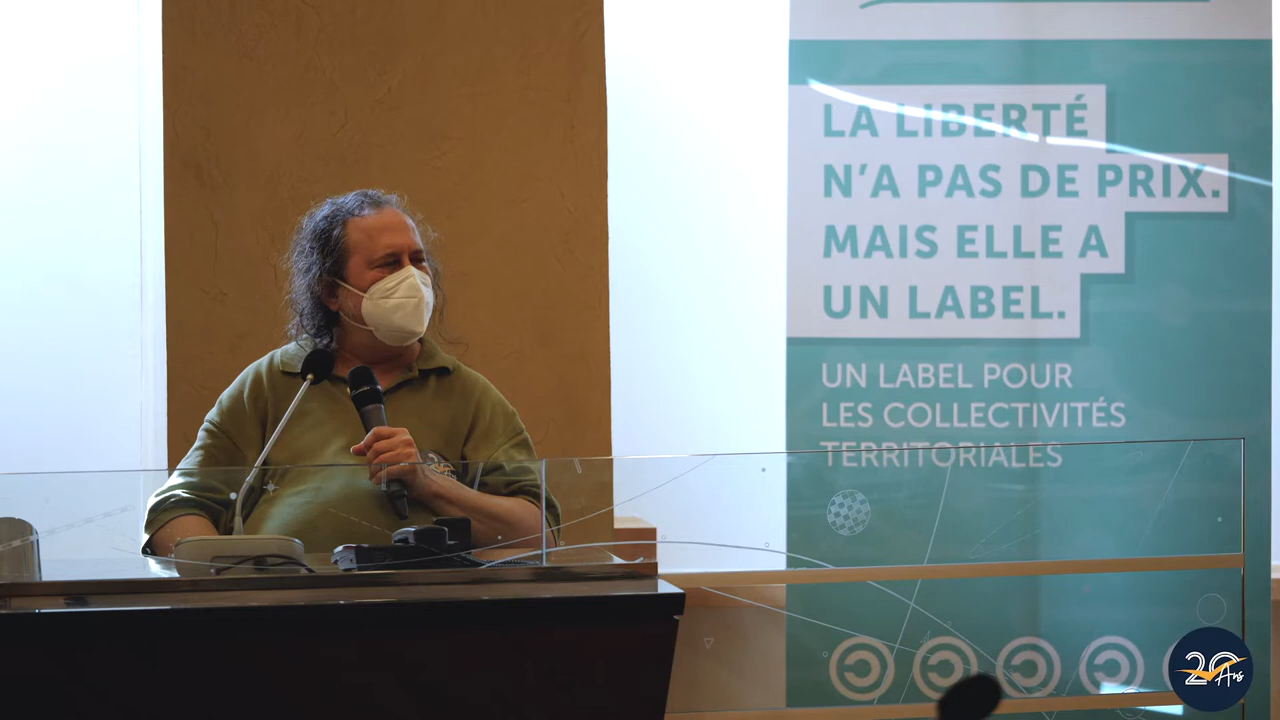 LA LIBERTÉ
N'A PAS DE PRIX.
MAIS ELLE A
UN LABEL.
UN LABEL POUR
LES COLLECTIVITÉS
TERRITORIALES
20
Ans